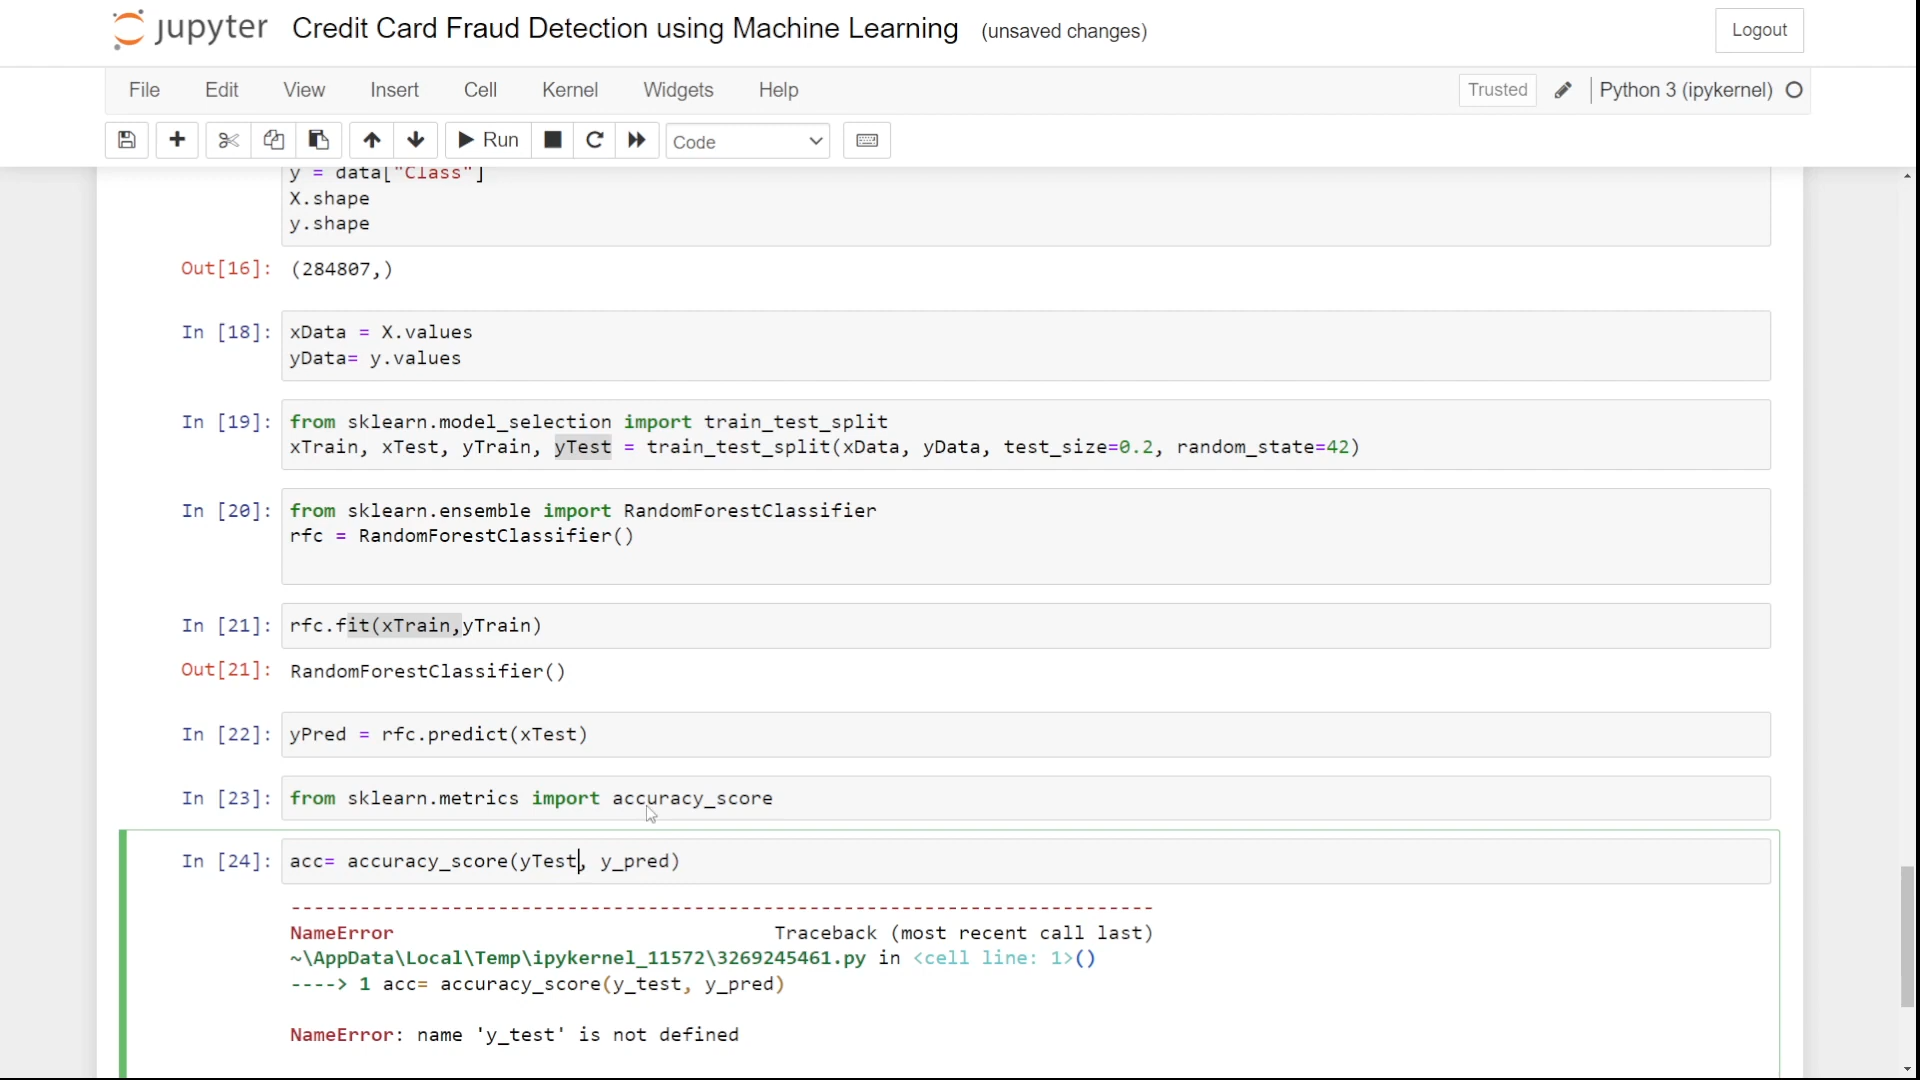 jupyter Credit Card Fraud Detection using Machine Learning (unsaved changes) Logout
File Edit View Insert Cell Kernel Widgets Help Trusted Python 3 (ipykernel)
Run Code
y = data["Class"]
X.shape
y.shape
Out[16]: (284807,)
In [18]: xData = X.values
yData= y.values
In [19]: from sklearn.model_selection import train_test_split
xTrain, xTest, yTrain, yTest = train_test_split(xData, yData, test_size=0.2, random_state=42)
In [20]: from sklearn.ensemble import RandomForestClassifier
rfc = RandomForestClassifier()
In [21]: rfc.fit(xTrain,yTrain)
Out[21]: RandomForestClassifier()
In [22]: yPred = rfc.predict(xTest)
In [23]: from sklearn.metrics import accuracy_score
In [24]: acc= accuracy_score(yTest, y_pred)
---------------------------------------------------------------------------
NameError Traceback (most recent call last)
~\AppData\Local\Temp\ipykernel_11572\3269245461.py in <cell line: 1>()
----> 1 acc= accuracy_score(y_test, y_pred)
NameError: name 'y_test' is not defined